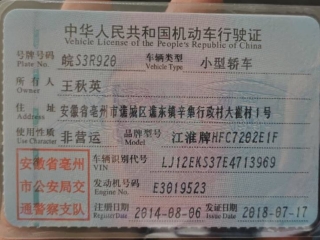 中华人民共和国机动车行驶证
Vehicle License of the People's Republic of China
号牌号码 Plate No. 皖S3R920 车辆类型 Vehicle Type 小型轿车
所有人 Owner 王秋英
住址 Address 安徽省亳州市谯城区谯东镇辛集行政村大崔村1号
使用性质 Use Character 非营运 品牌型号 Model 江淮牌HFC7202E1F
安徽省亳州市公安局交通警察支队
车辆识别代号 VIN LJ12EKS37E4713969
发动机号码 Engine No. E3019523
注册日期 Register Date 2014-08-06 发证日期 Issue Date 2018-07-17